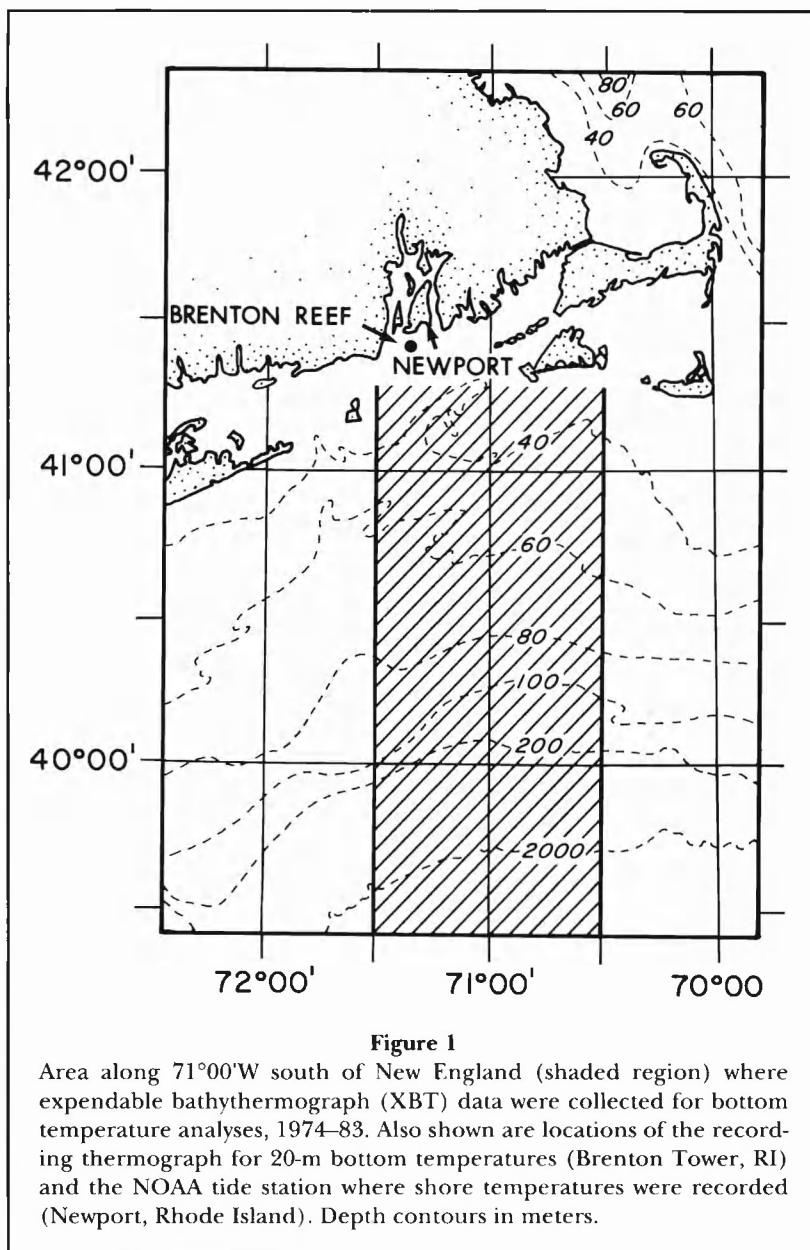 80
60
60
40
42°00'
BRENTON REEF
NEWPORT
41°00'
40
60
80
100
200
40°00'
2000
72°00'
71°00'
70°00
Figure 1
Area along 71°00'W south of New England (shaded region) where
expendable bathythermograph (XBT) data were collected for bottom
temperature analyses, 1974–83. Also shown are locations of the record-
ing thermograph for 20-m bottom temperatures (Brenton Tower, RI)
and the NOAA tide station where shore temperatures were recorded
(Newport, Rhode Island). Depth contours in meters.